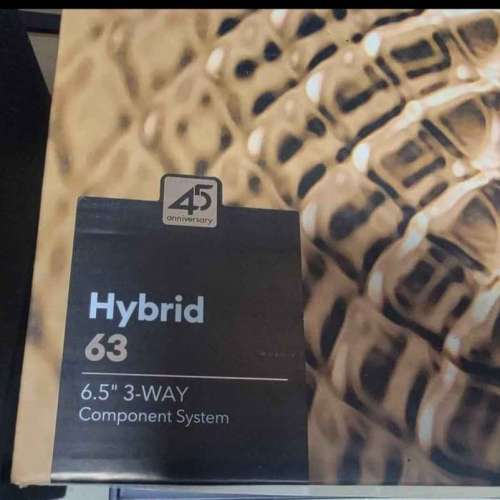 45
anniversary
Hybrid
63
6.5" 3-WAY
Component System